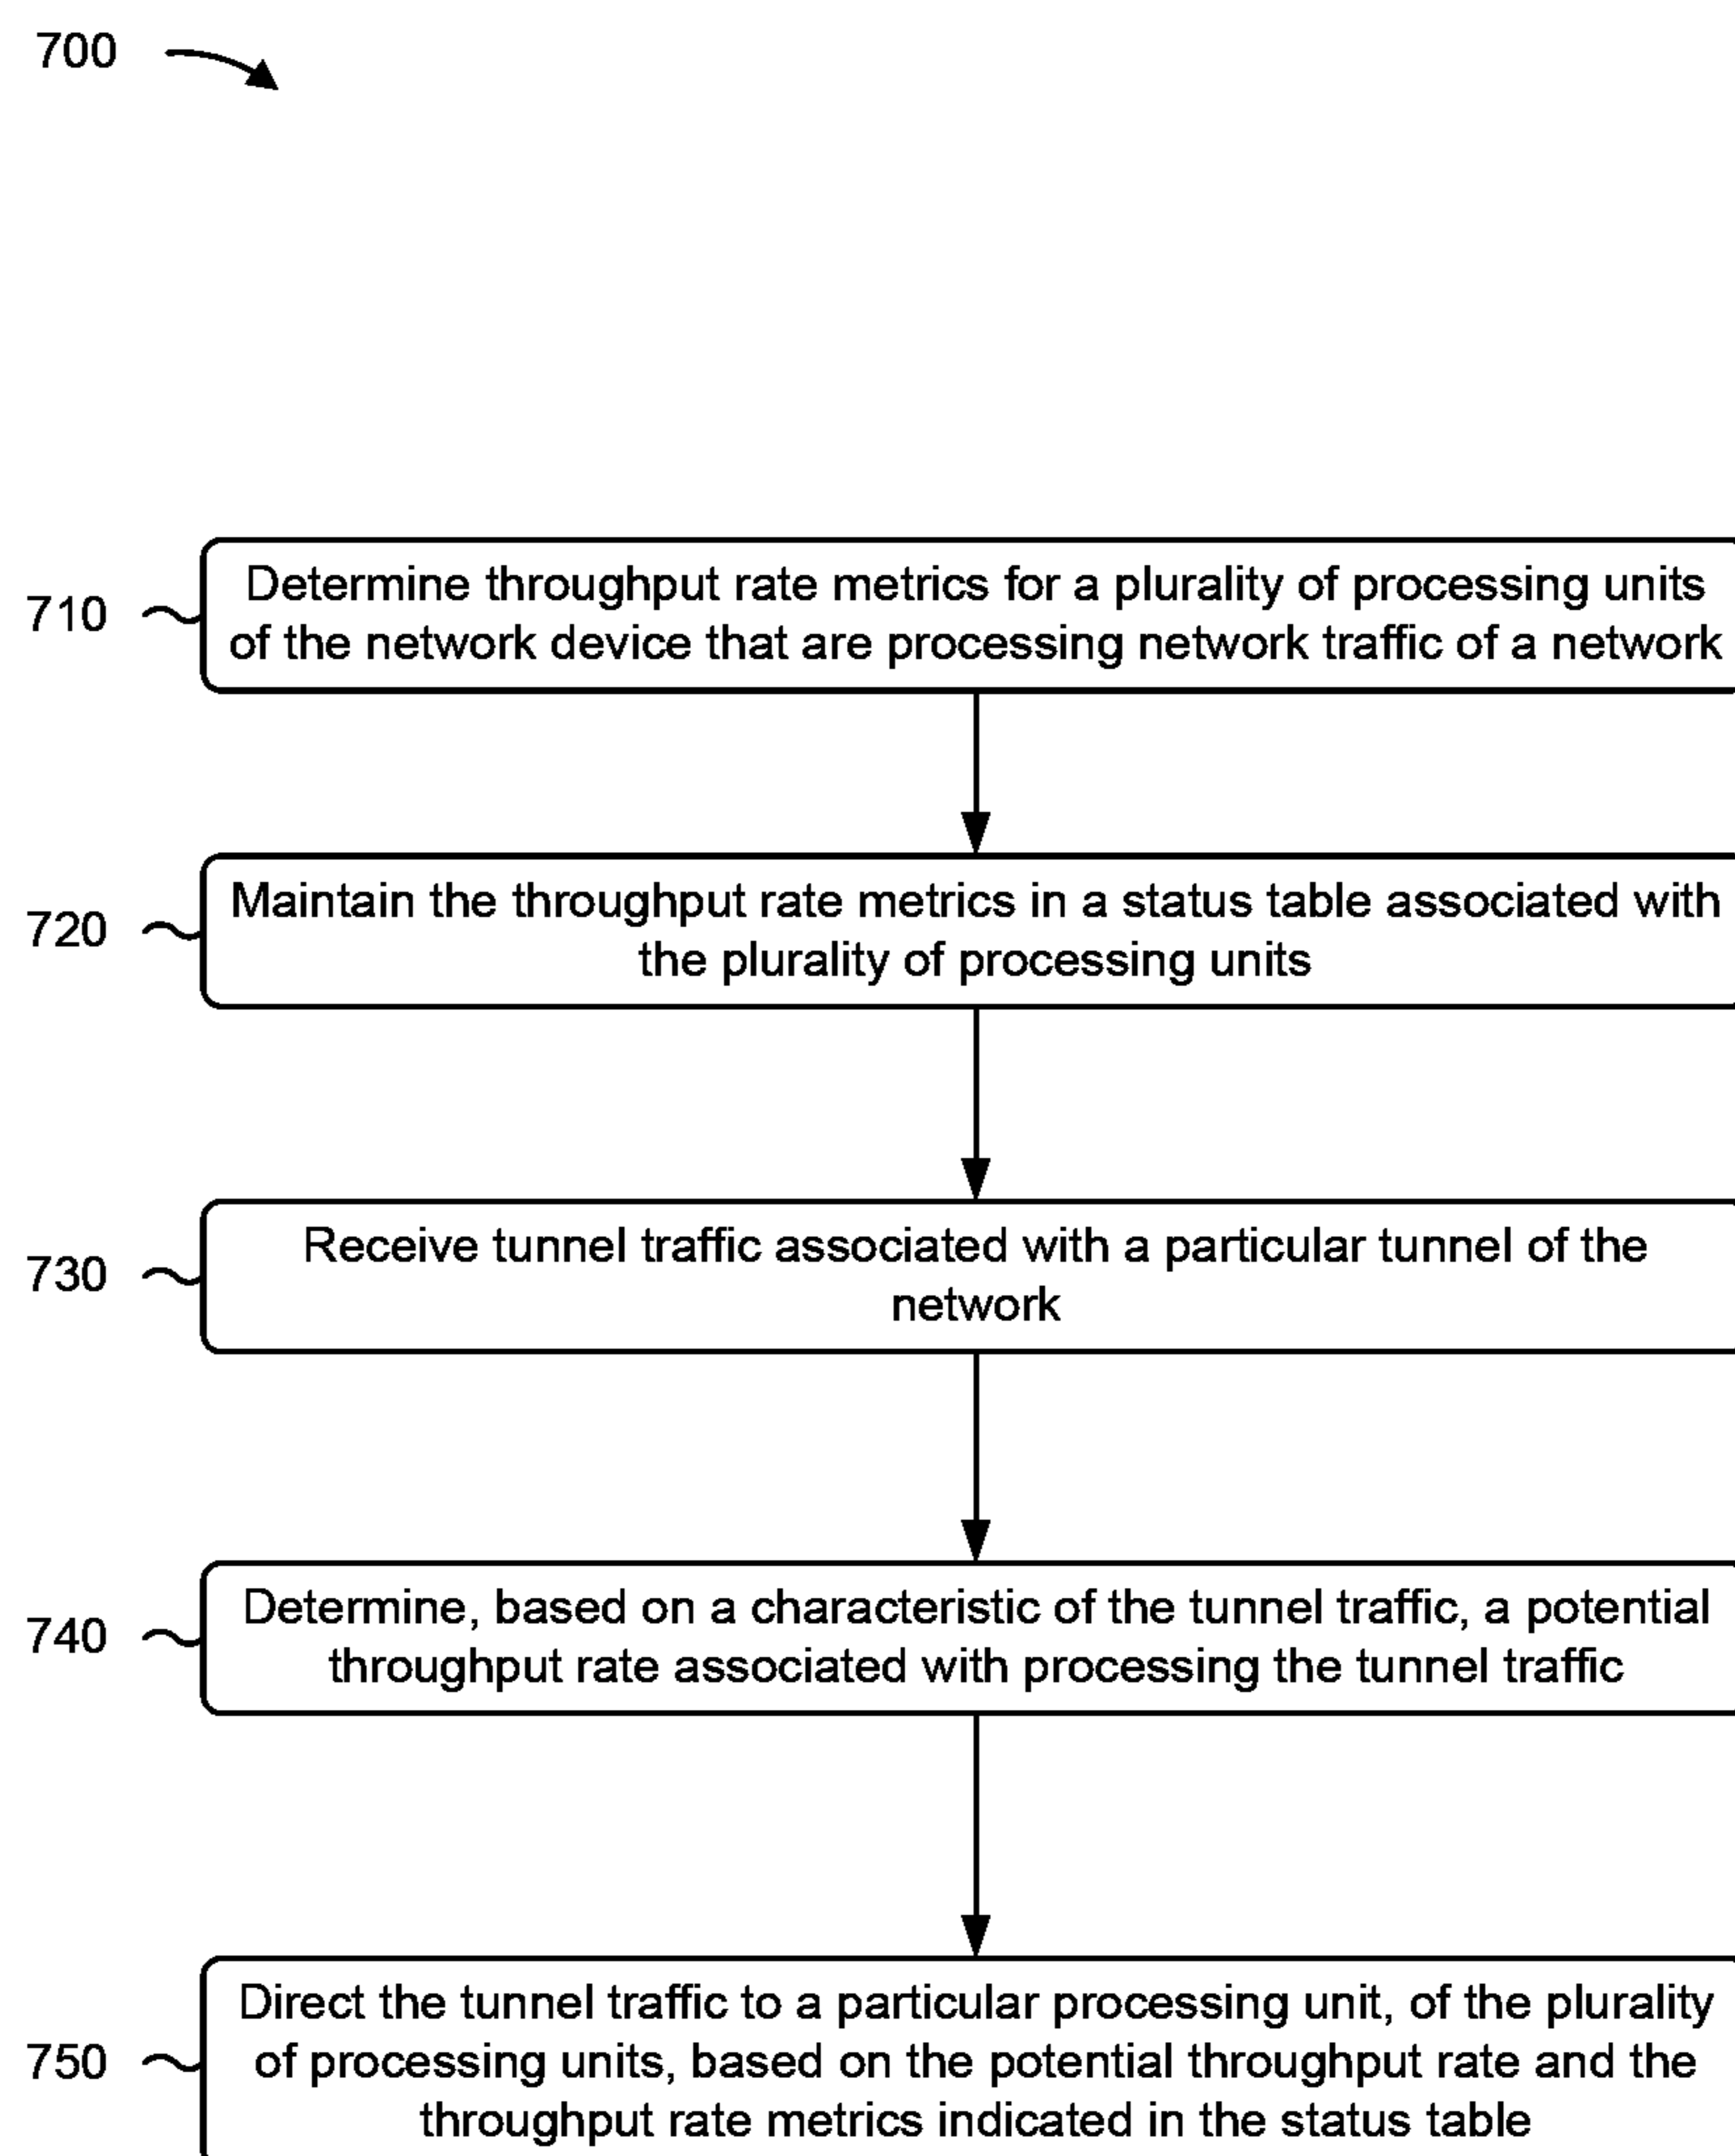 700
710
Determine throughput rate metrics for a plurality of processing units
of the network device that are processing network traffic of a network
720
Maintain the throughput rate metrics in a status table associated with
the plurality of processing units
730
Receive tunnel traffic associated with a particular tunnel of the
network
740
Determine, based on a characteristic of the tunnel traffic, a potential
throughput rate associated with processing the tunnel traffic
750
Direct the tunnel traffic to a particular processing unit, of the plurality
of processing units, based on the potential throughput rate and the
throughput rate metrics indicated in the status table